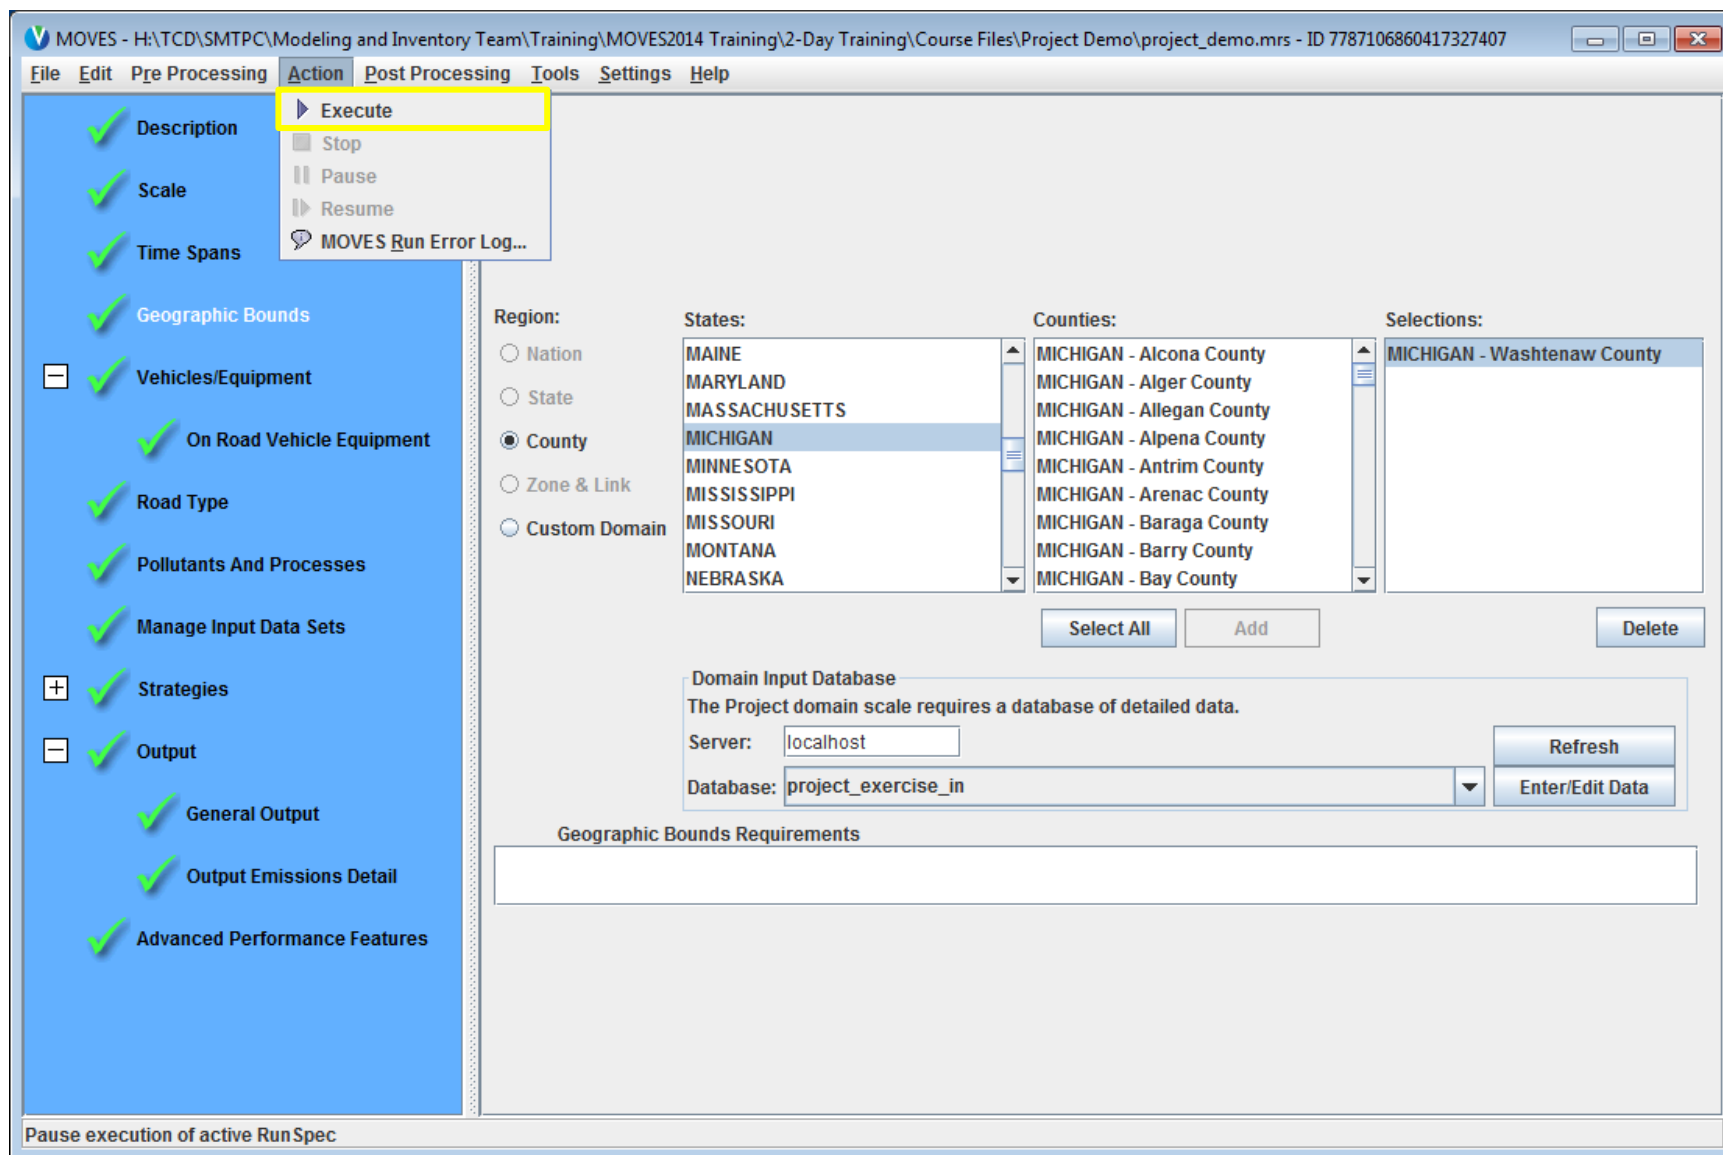 MOVES - H:\TCD\SMTPC\Modeling and Inventory Team\Training\MOVES2014 Training\2-Day Training\Course Files\Project Demo\project_demo.mrs - ID 7787106860417327407
File Edit Pre Processing Action Post Processing Tools Settings Help
Execute
Stop
Pause
Resume
MOVES Run Error Log...
Description
Scale
Time Spans
Geographic Bounds
Vehicles/Equipment
On Road Vehicle Equipment
Road Type
Pollutants And Processes
Manage Input Data Sets
Strategies
Output
General Output
Output Emissions Detail
Advanced Performance Features
Region:
Nation
State
County
Zone & Link
Custom Domain
States:
MAINE
MARYLAND
MASSACHUSETTS
MICHIGAN
MINNESOTA
MISSISSIPPI
MISSOURI
MONTANA
NEBRASKA
Counties:
MICHIGAN - Alcona County
MICHIGAN - Alger County
MICHIGAN - Allegan County
MICHIGAN - Alpena County
MICHIGAN - Antrim County
MICHIGAN - Arenac County
MICHIGAN - Baraga County
MICHIGAN - Barry County
MICHIGAN - Bay County
Selections:
MICHIGAN - Washtenaw County
Select All Add Delete
Domain Input Database
The Project domain scale requires a database of detailed data.
Server: localhost Refresh
Database: project_exercise_in Enter/Edit Data
Geographic Bounds Requirements
Pause execution of active RunSpec